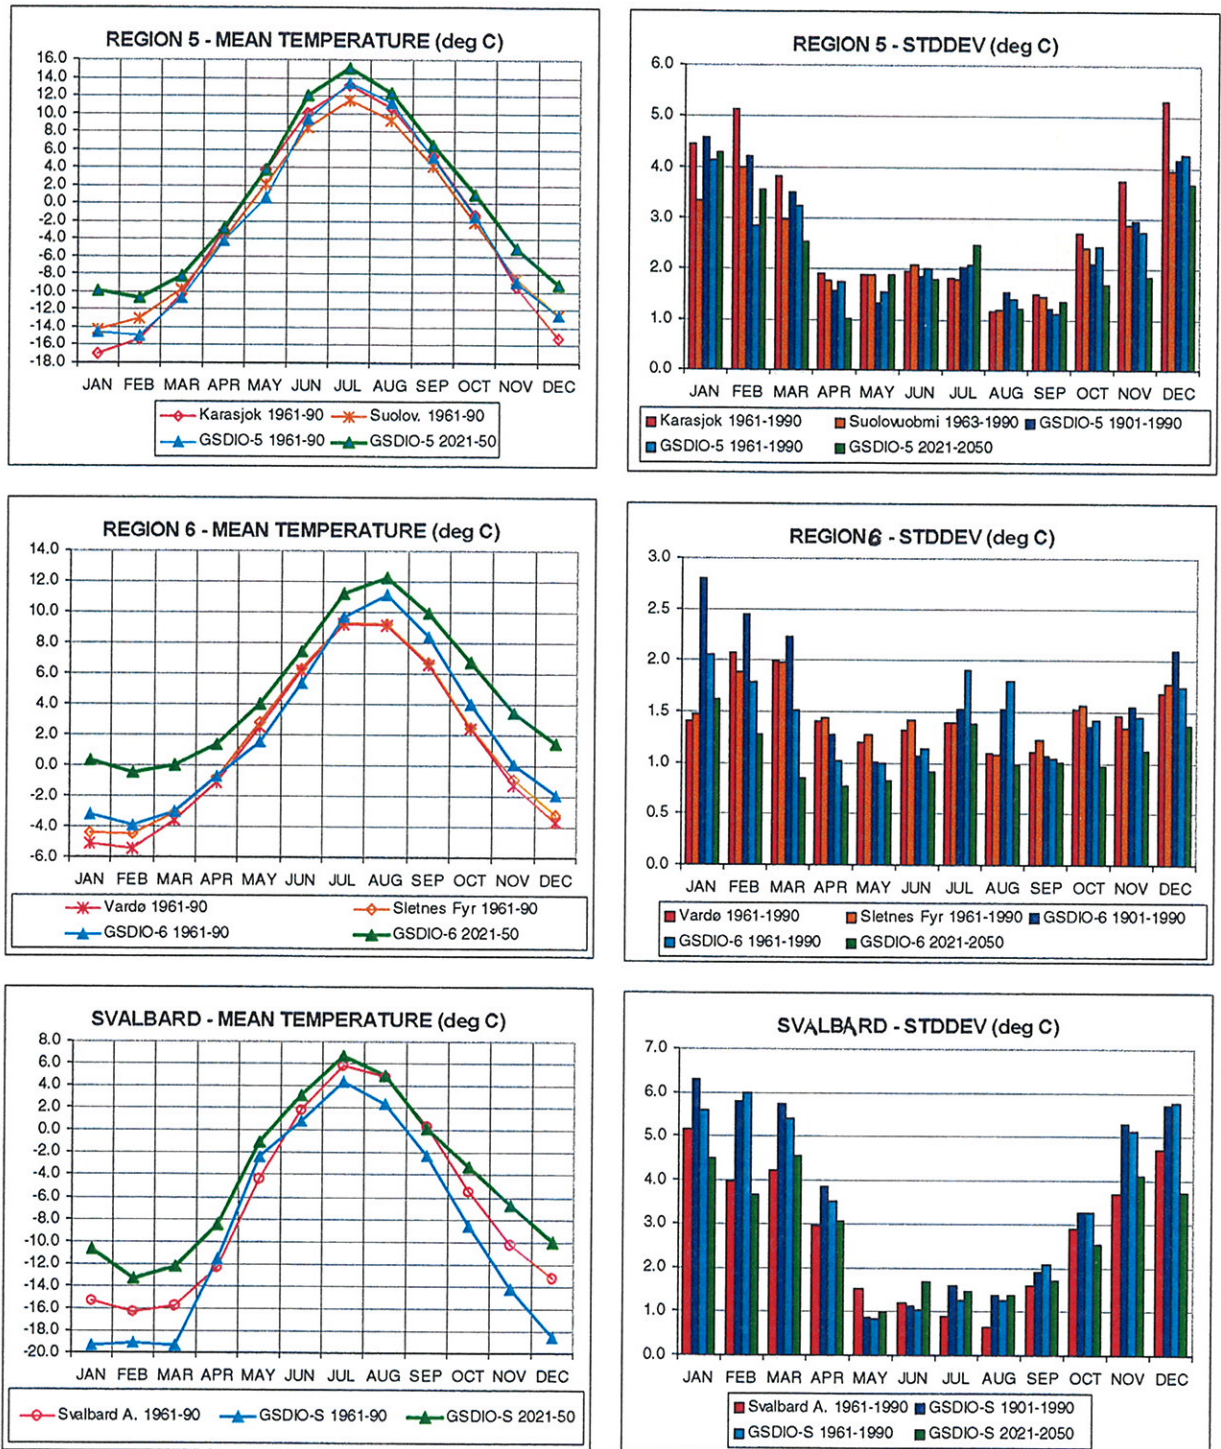 REGION 5 - MEAN TEMPERATURE (deg C)
16.0
14.0
12.0
10.0
8.0
6.0
4.0
2.0
0.0
-2.0
-4.0
-6.0
-8.0
-10.0
-12.0
-14.0
-16.0
-18.0
JAN FEB MAR APR MAY JUN JUL AUG SEP OCT NOV DEC
Karasjok 1961-90 Suolov. 1961-90
GSDIO-5 1961-90 GSDIO-5 2021-50
REGION 5 - STDDEV (deg C)
6.0
5.0
4.0
3.0
2.0
1.0
0.0
JAN FEB MAR APR MAY JUN JUL AUG SEP OCT NOV DEC
Karasjok 1961-1990 Suolovuobmi 1963-1990 GSDIO-5 1901-1990
GSDIO-5 1961-1990 GSDIO-5 2021-2050
REGION 6 - MEAN TEMPERATURE (deg C)
14.0
12.0
10.0
8.0
6.0
4.0
2.0
0.0
-2.0
-4.0
-6.0
JAN FEB MAR APR MAY JUN JUL AUG SEP OCT NOV DEC
Vardø 1961-90 Sletnes Fyr 1961-90
GSDIO-6 1961-90 GSDIO-6 2021-50
REGION 6 - STDDEV (deg C)
3.0
2.5
2.0
1.5
1.0
0.5
0.0
JAN FEB MAR APR MAY JUN JUL AUG SEP OCT NOV DEC
Vardø 1961-1990 Sletnes Fyr 1961-1990 GSDIO-6 1901-1990
GSDIO-6 1961-1990 GSDIO-6 2021-2050
SVALBARD - MEAN TEMPERATURE (deg C)
8.0
6.0
4.0
2.0
0.0
-2.0
-4.0
-6.0
-8.0
-10.0
-12.0
-14.0
-16.0
-18.0
-20.0
JAN FEB MAR APR MAY JUN JUL AUG SEP OCT NOV DEC
Svalbard A. 1961-90 GSDIO-S 1961-90 GSDIO-S 2021-50
SVALBARD - STDDEV (deg C)
7.0
6.0
5.0
4.0
3.0
2.0
1.0
0.0
JAN FEB MAR APR MAY JUN JUL AUG SEP OCT NOV DEC
Svalbard A. 1961-1990 GSDIO-S 1901-1990
GSDIO-S 1961-1990 GSDIO-S 2021-2050